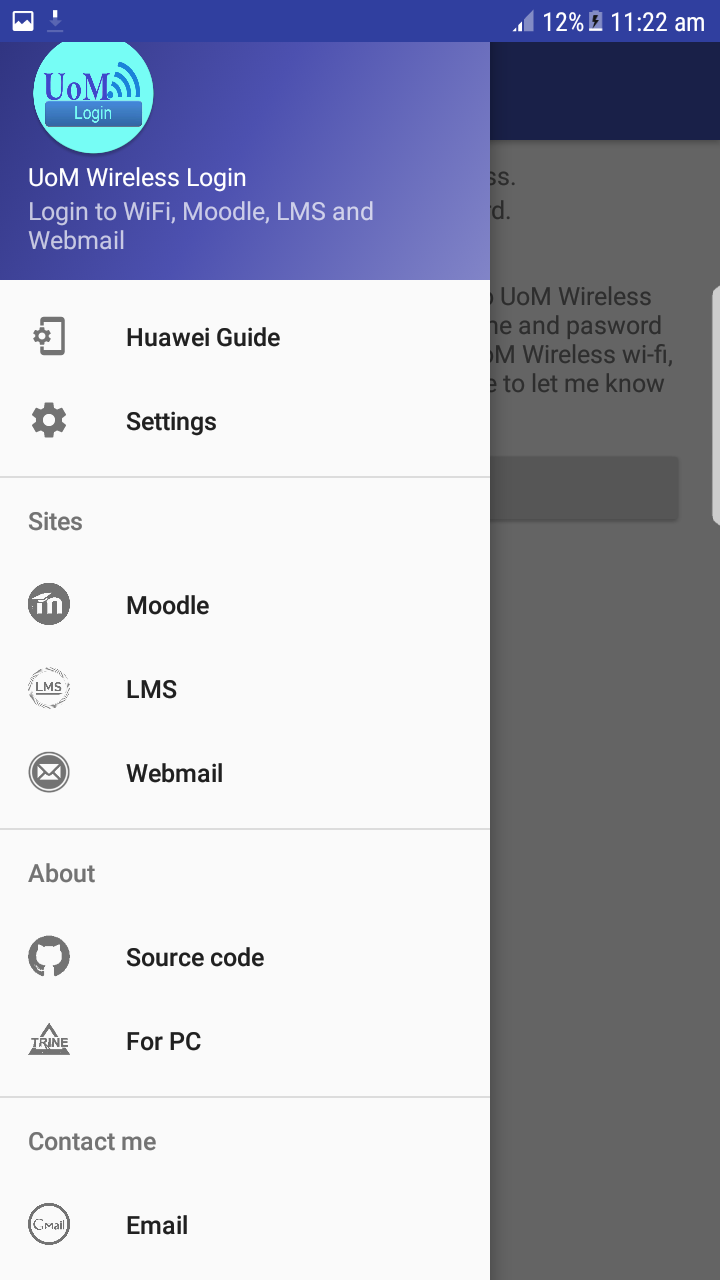 12% 11:22 am
UoM
Login
UoM Wireless Login
Login to WiFi, Moodle, LMS and
Webmail
ss.
rd.
UoM Wireless
me and pasword
oM Wireless wi-fi,
e to let me know
Huawei Guide
Settings
Sites
Moodle
LMS
LMS
Webmail
About
Source code
TRINE
For PC
Contact me
Gmail
Email